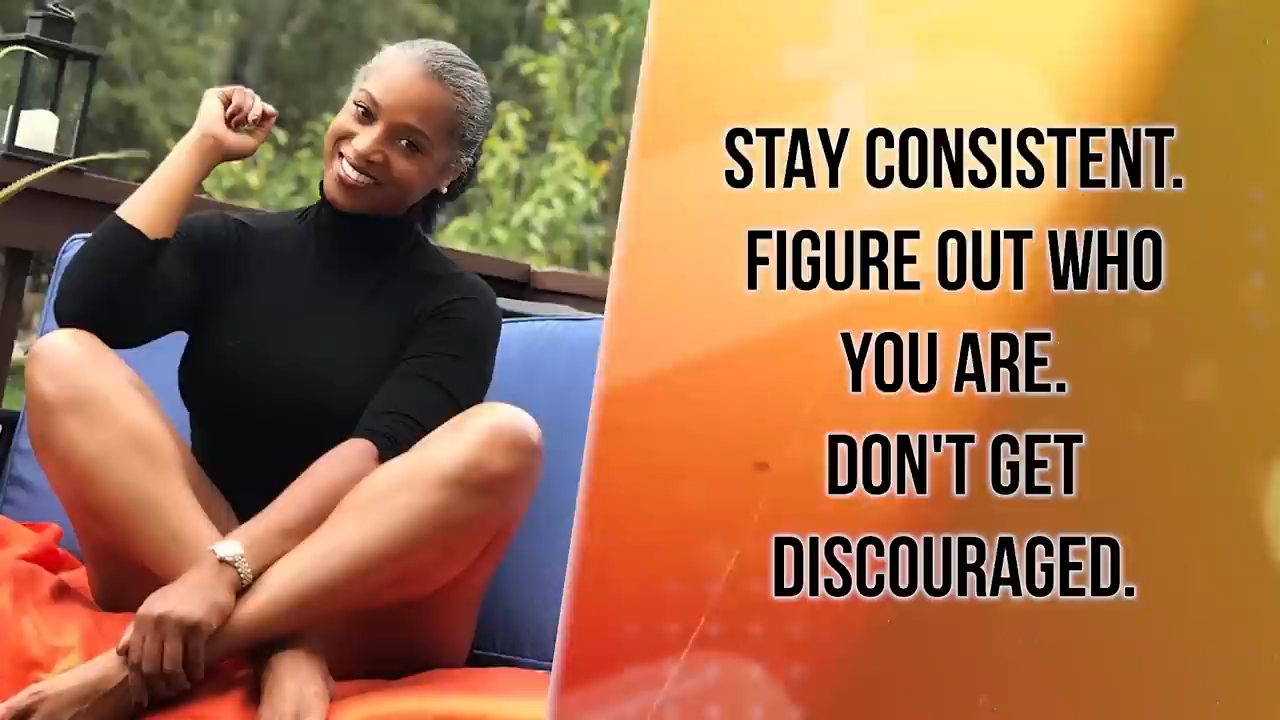 STAY CONSISTENT.
FIGURE OUT WHO
YOU ARE.
DON'T GET
DISCOURAGED.